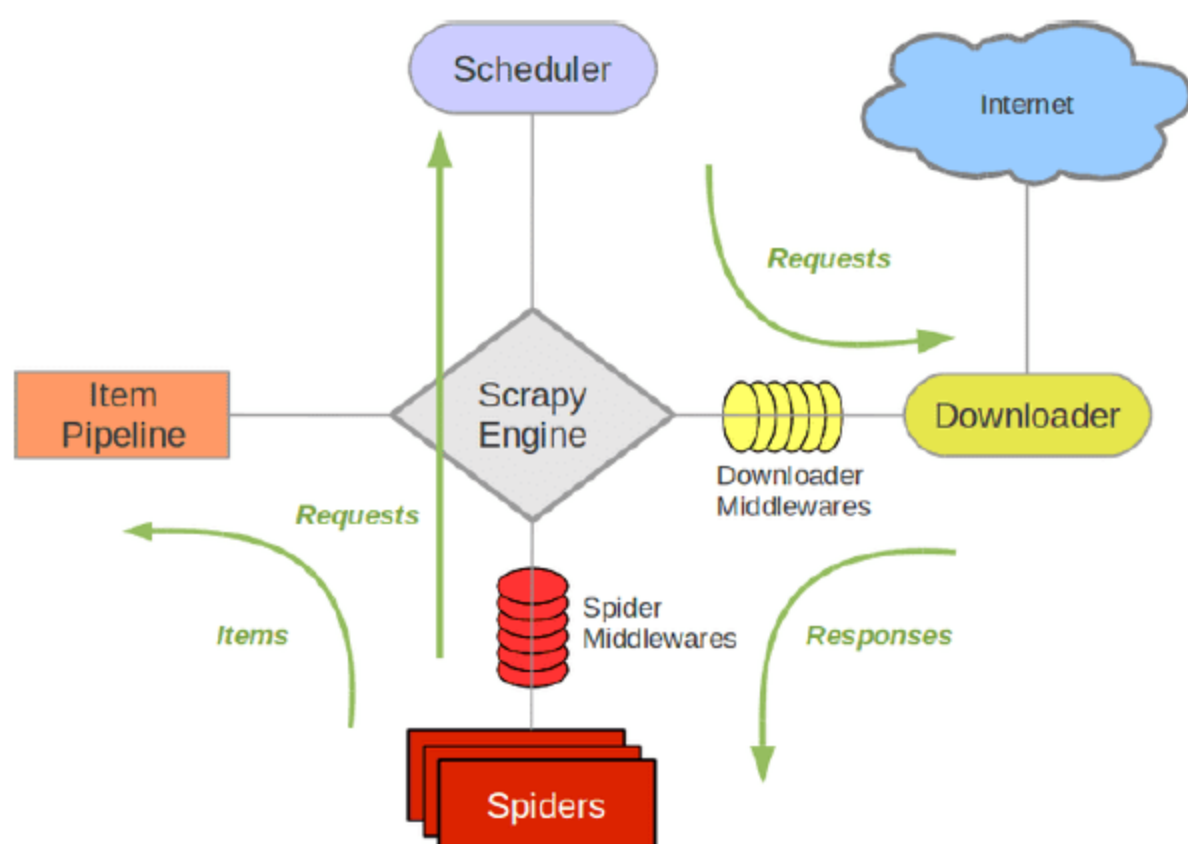 Scheduler
Internet
Requests
Item
Pipeline
Scrapy
Engine
Downloader
Downloader
Middlewares
Requests
Items
Spider
Middlewares
Responses
Spiders